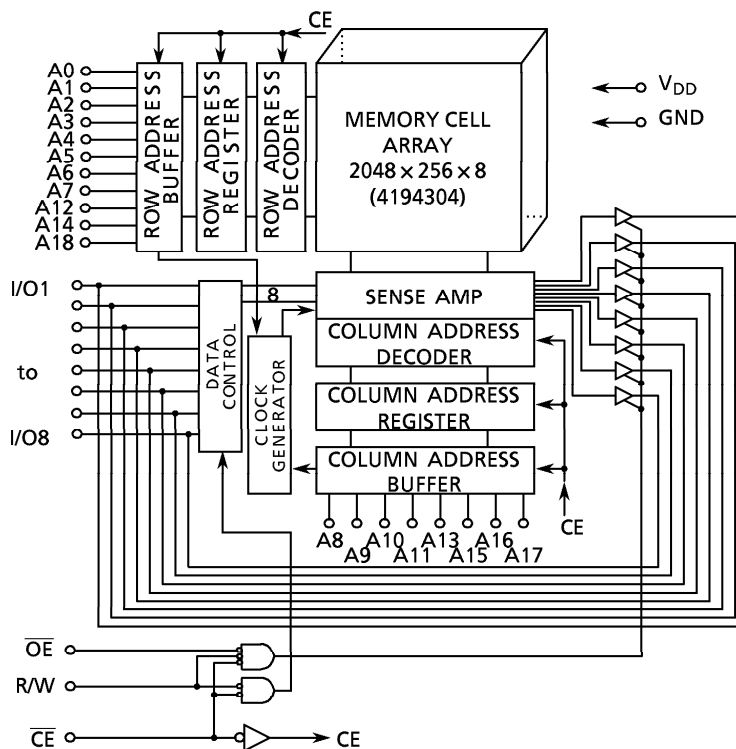 CE
A0
A1
A2
A3
A4
A5
A6
A7
A12
A14
A18
ROW ADDRESS
BUFFER
ROW ADDRESS
REGISTER
ROW ADDRESS
DECODER
MEMORY CELL
ARRAY
2048 × 256 × 8
(4194304)
VDD
GND
I/O1
to
I/O8
DATA
CONTROL
8
CLOCK
GENERATOR
SENSE AMP
COLUMN ADDRESS
DECODER
COLUMN ADDRESS
REGISTER
COLUMN ADDRESS
BUFFER
A8
A9
A10
A11
A13
A15
A16
A17
CE
O̅E̅
R/W
C̅E̅
CE